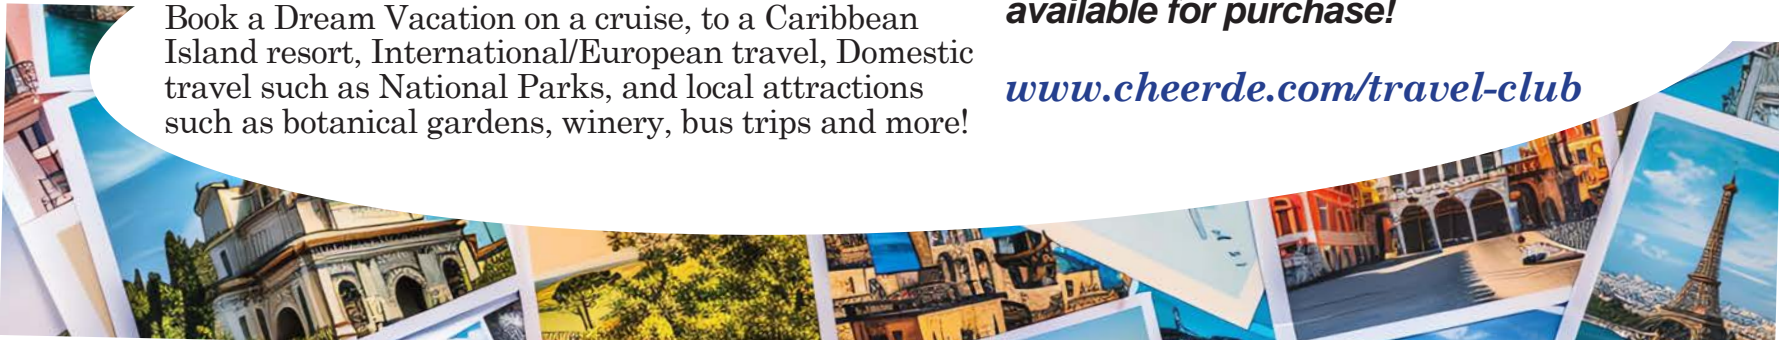 Book a Dream Vacation on a cruise, to a Caribbean
Island resort, International/European travel, Domestic
travel such as National Parks, and local attractions
such as botanical gardens, winery, bus trips and more!
available for purchase!
www.cheerde.com/travel-club